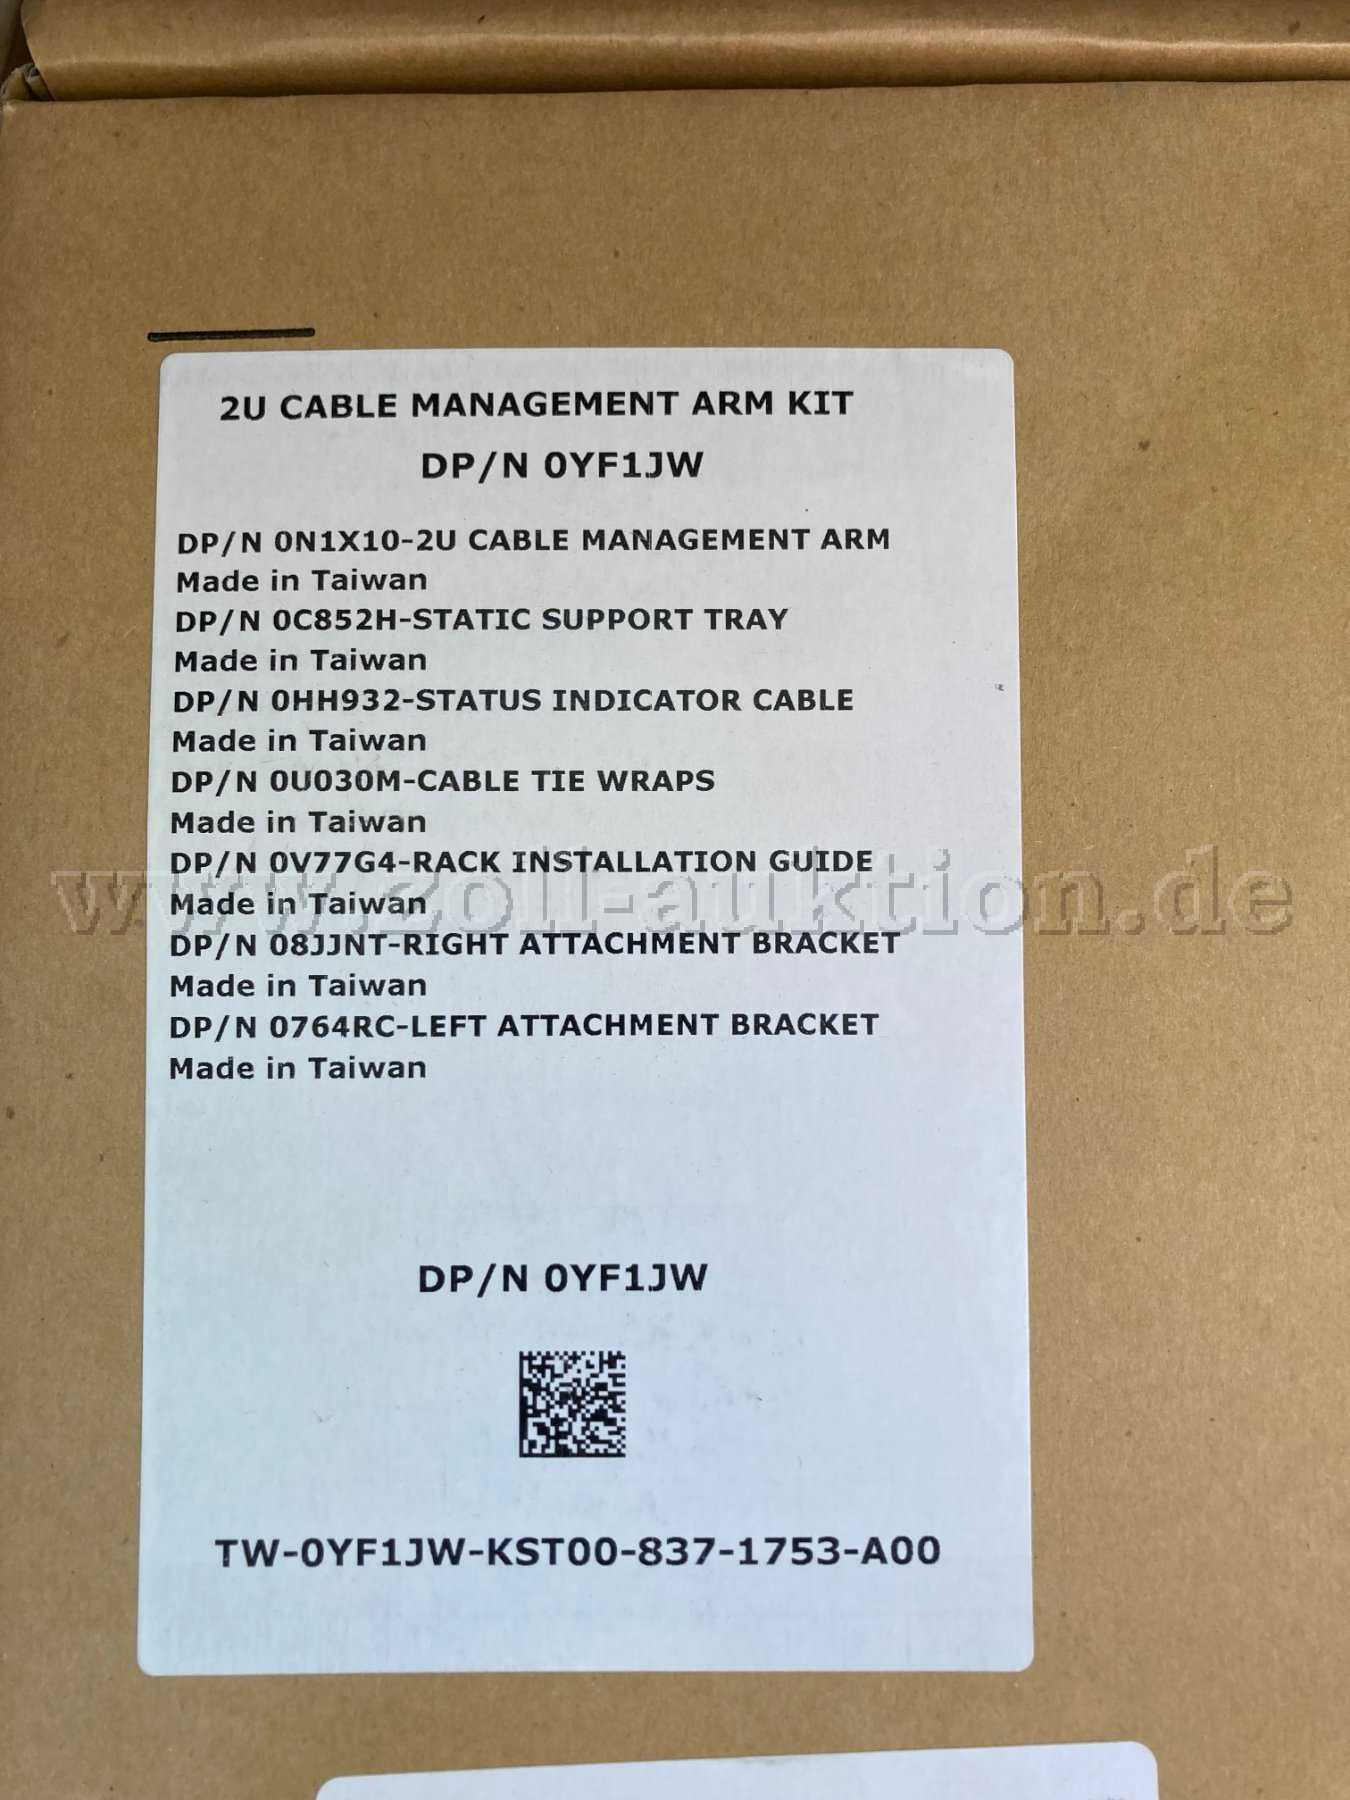 2U CABLE MANAGEMENT ARM KIT
DP/N 0YF1JW
DP/N 0N1X10-2U CABLE MANAGEMENT ARM
Made in Taiwan
DP/N 0C852H-STATIC SUPPORT TRAY
Made in Taiwan
DP/N 0HH932-STATUS INDICATOR CABLE
Made in Taiwan
DP/N 0U030M-CABLE TIE WRAPS
Made in Taiwan
DP/N 0V77G4-RACK INSTALLATION GUIDE
www.zoll-auktion.de
Made in Taiwan
DP/N 08JJNT-RIGHT ATTACHMENT BRACKET
Made in Taiwan
DP/N 0764RC-LEFT ATTACHMENT BRACKET
Made in Taiwan
DP/N 0YF1JW
TW-0YF1JW-KST00-837-1753-A00